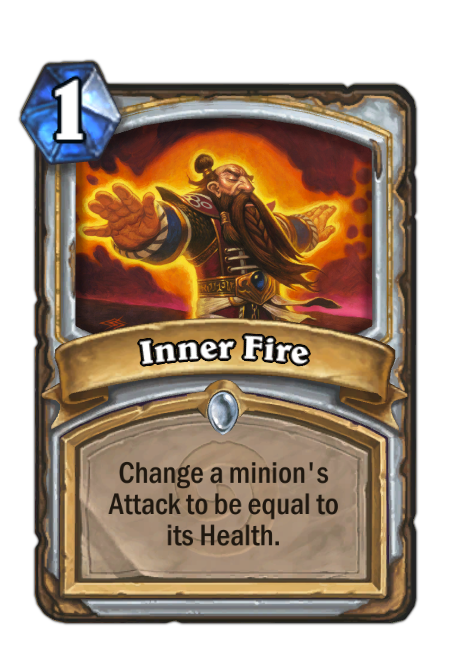 1
Inner Fire
Change a minion's
Attack to be equal to
its Health.